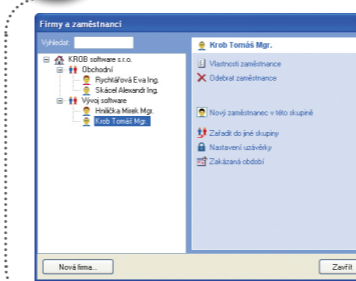 Firmy a zaměstnanci
Vyhledat:
KROB software s.r.o.
Obchodní
Rychtářová Eva Ing.
Skácel Alexandr Ing.
Vývoj software
Hnilička Mirek Mgr.
Krob Tomáš Mgr.
Krob Tomáš Mgr.
Vlastnosti zaměstnance
Odebrat zaměstnance
Nový zaměstnanec v této skupině
Zařadit do jiné skupiny
Nastavení uzávěrky
Zakázaná období
Nová firma...
Zavřít